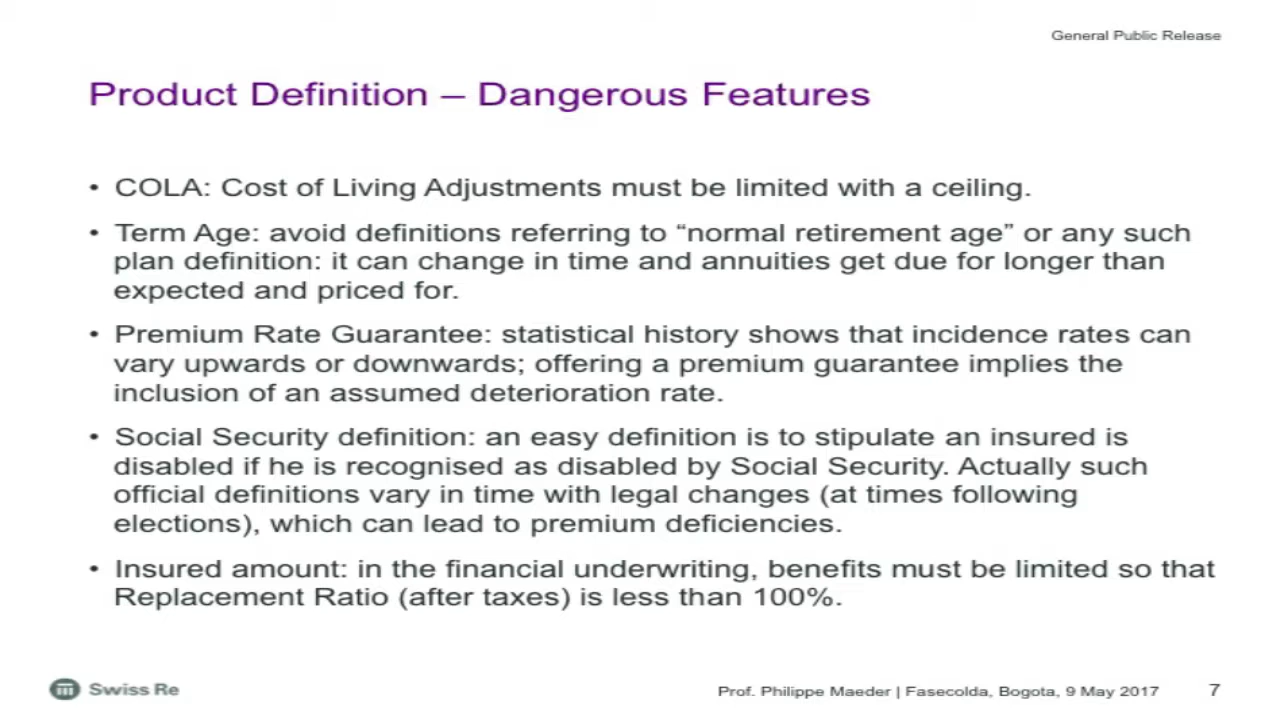 General Public Release
Product Definition – Dangerous Features
• COLA: Cost of Living Adjustments must be limited with a ceiling.
• Term Age: avoid definitions referring to “normal retirement age” or any such
plan definition: it can change in time and annuities get due for longer than
expected and priced for.
• Premium Rate Guarantee: statistical history shows that incidence rates can
vary upwards or downwards; offering a premium guarantee implies the
inclusion of an assumed deterioration rate.
• Social Security definition: an easy definition is to stipulate an insured is
disabled if he is recognised as disabled by Social Security. Actually such
official definitions vary in time with legal changes (at times following
elections), which can lead to premium deficiencies.
• Insured amount: in the financial underwriting, benefits must be limited so that
Replacement Ratio (after taxes) is less than 100%.
Swiss Re
Prof. Philippe Maeder | Fasecolda, Bogota, 9 May 2017 7